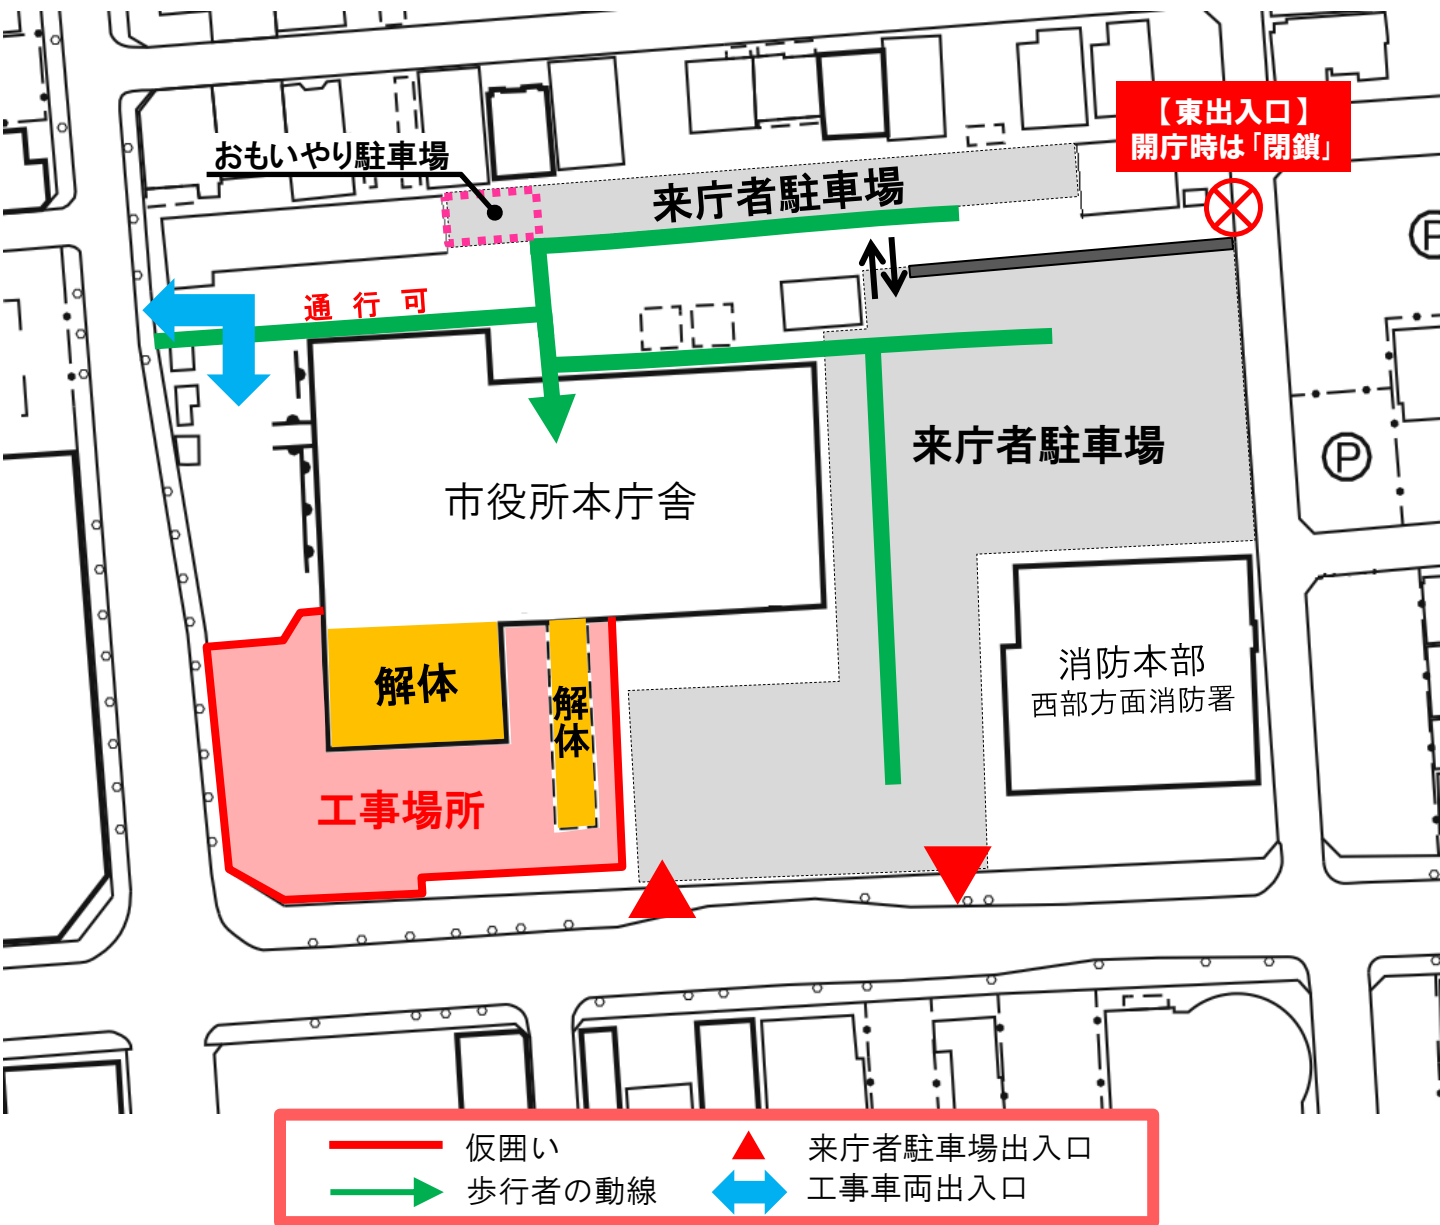 【東出入口】
開庁時は「閉鎖」
おもいやり駐車場
来庁者駐車場
P
通行可
来庁者駐車場
P
市役所本庁舎
消防本部
西部方面消防署
解体
解体
工事場所
仮囲い
来庁者駐車場出入口
歩行者の動線
工事車両出入口